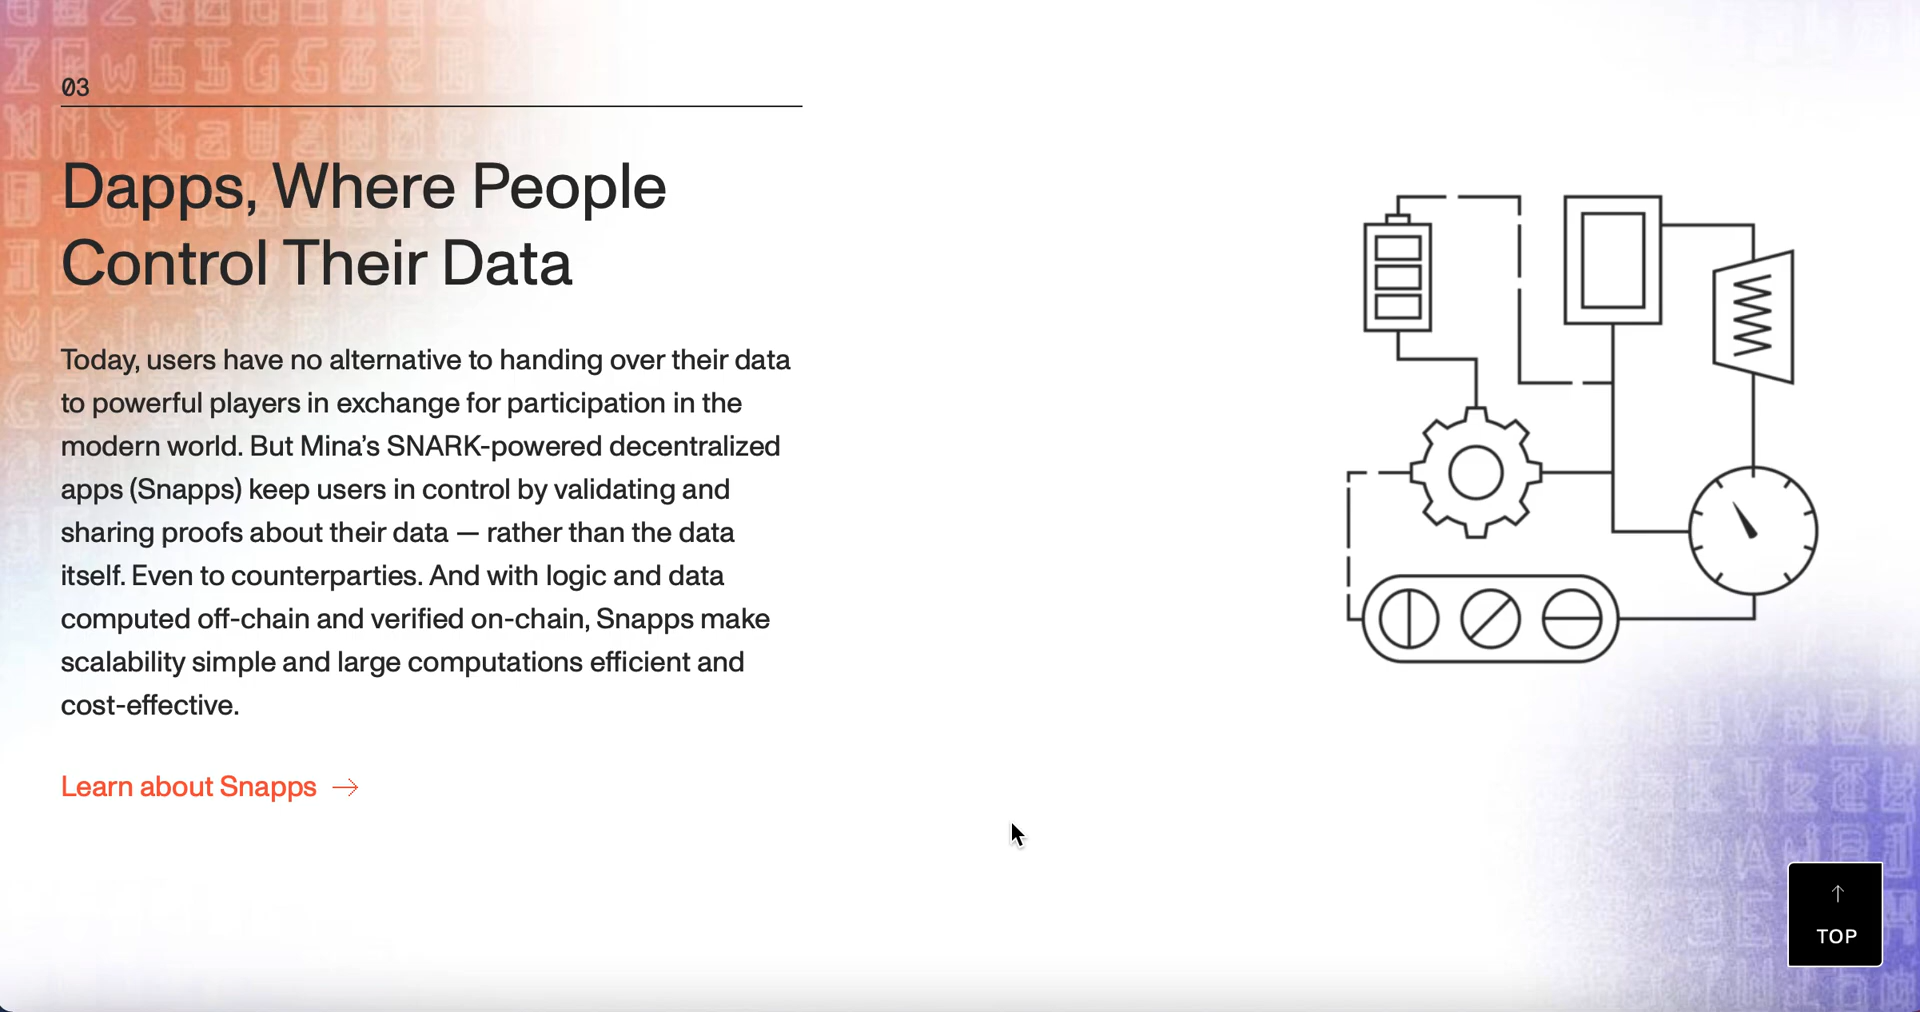 03
Dapps, Where People
Control Their Data
Today, users have no alternative to handing over their data
to powerful players in exchange for participation in the
modern world. But Mina’s SNARK-powered decentralized
apps (Snapps) keep users in control by validating and
sharing proofs about their data — rather than the data
itself. Even to counterparties. And with logic and data
computed off-chain and verified on-chain, Snapps make
scalability simple and large computations efficient and
cost-effective.
Learn about Snapps →
↑
TOP